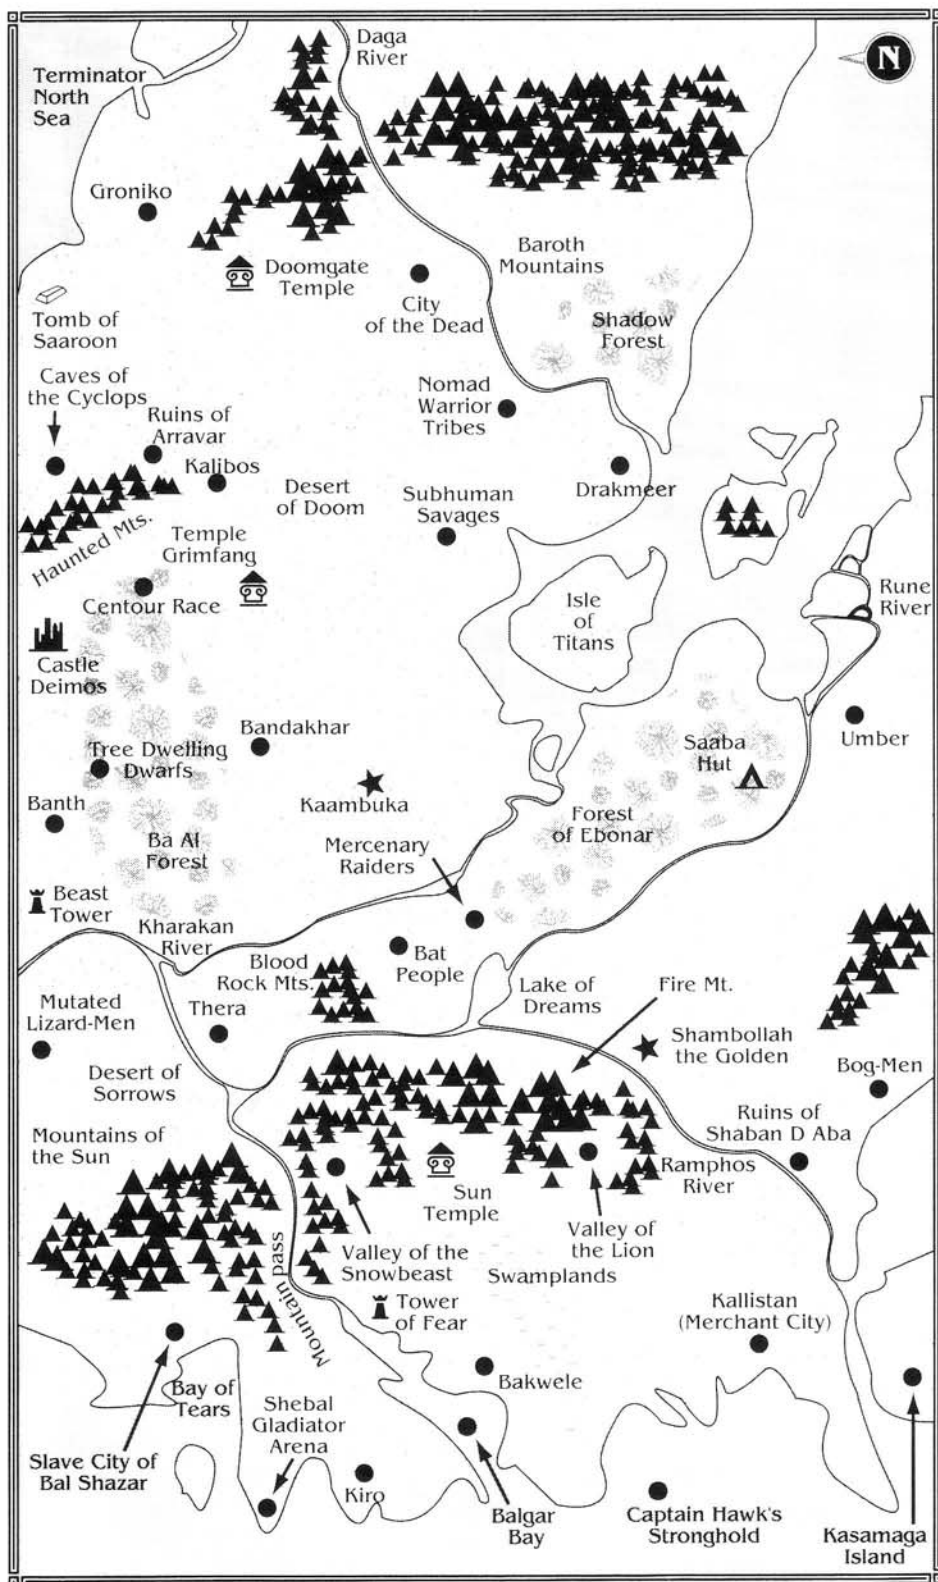 Daga
River
N
Terminator
North
Sea
Groniko
Baroth
Mountains
Doomgate
Temple
City
of the Dead
Shadow
Forest
Tomb of
Saaroon
Caves of
the Cyclops
Nomad
Warrior
Tribes
Ruins of
Arravar
Kalibos
Desert
of Doom
Subhuman
Savages
Drakmeer
Haunted Mts.
Temple
Grimfang
Centour Race
Isle
of
Titans
Rune
River
Castle
Deimos
Bandakhar
Saaba
Hut
Umber
Tree Dwelling
Dwarfs
Kaambuka
Banth
Forest
of Ebonar
Ba Al
Forest
Mercenary
Raiders
Beast
Tower
Kharakan
River
Bat
People
Blood
Rock Mts.
Lake of
Dreams
Fire Mt.
Mutated
Lizard-Men
Thera
Shambollah
the Golden
Bog-Men
Desert of
Sorrows
Ruins of
Shaban D Aba
Mountains of
the Sun
Ramphos
River
Sun
Temple
Valley of
the Lion
Valley of the
Snowbeast
Swamplands
Mountain pass
Tower
of Fear
Kallistan
(Merchant City)
Bakwele
Bay of
Tears
Shebal
Gladiator
Arena
Slave City of
Bal Shazar
Kiro
Balgar
Bay
Captain Hawk's
Stronghold
Kasamaga
Island